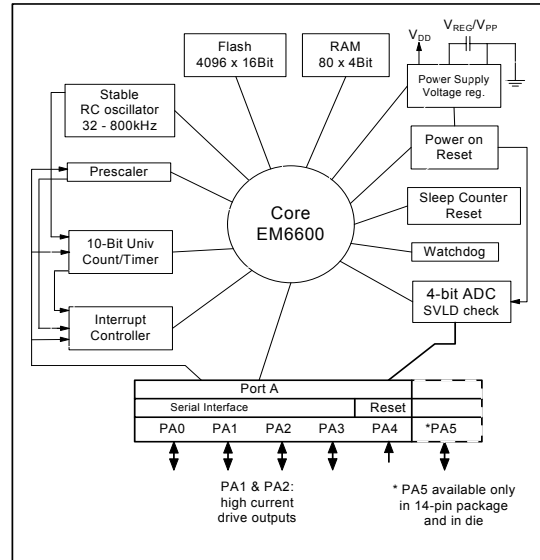 V_DD
V_REG/V_PP
Flash
4096 x 16Bit
RAM
80 x 4Bit
Power Supply
Voltage reg.
Stable
RC oscillator
32 - 800kHz
Power on
Reset
Prescaler
Core
EM6600
Sleep Counter
Reset
10-Bit Univ
Count/Timer
Watchdog
4-bit ADC
SVLD check
Interrupt
Controller
Port A
Serial Interface
Reset
PA0 PA1 PA2 PA3 PA4 *PA5
PA1 & PA2:
high current
drive outputs
* PA5 available only
in 14-pin package
and in die